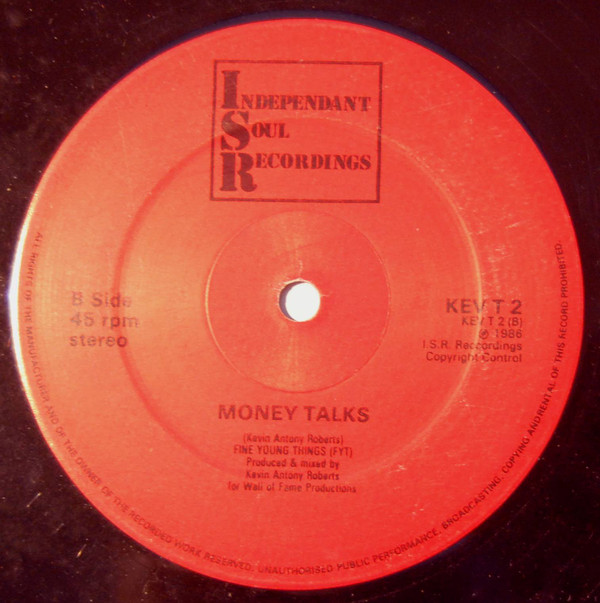 INDEPENDANT
SOUL
RECORDINGS
B Side
45 rpm
stereo
KEV T 2
KEV T 2 (B)
℗ 1986
I.S.R. Reccordings
Copyright Control
MONEY TALKS
(Kevin Antony Roberts)
FINE YOUNG THINGS (FYT)
Produced & mixed by
Kevin Antony Roberts
for Wall of Fame Productions
ALL RIGHTS OF THE MANUFACTURER AND OF THE OWNER OF THE RECORDED WORK RESERVED. UNAUTHORISED PUBLIC PERFORMANCE, BROADCASTING, COPYING AND RENTAL OF THIS RECORD PROHIBITED